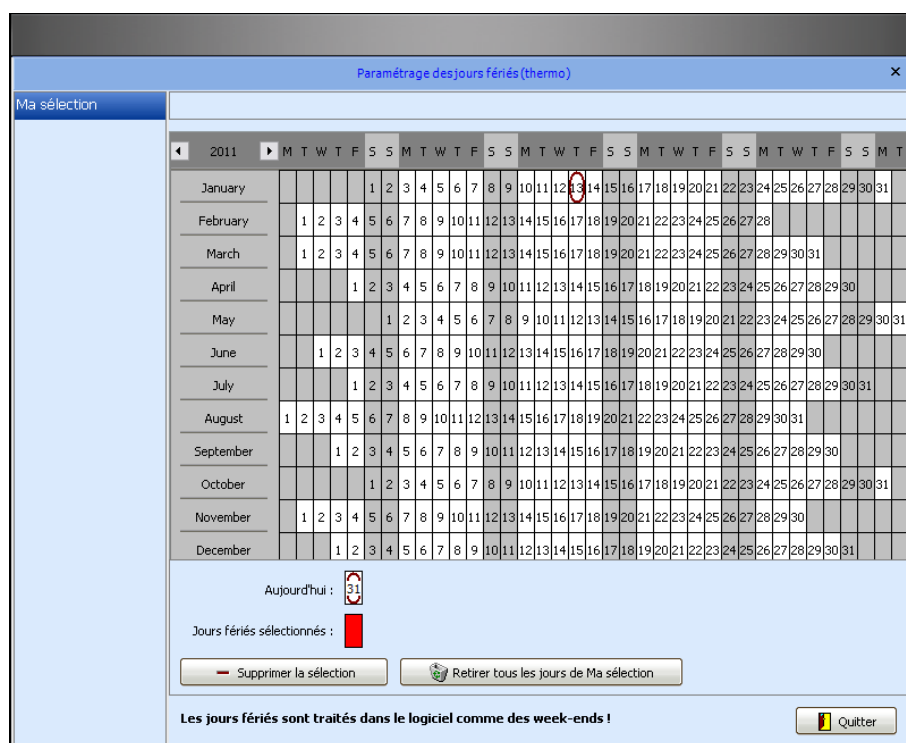 Paramétrage des jours fériés (thermo) ×
Ma sélection
2011 M T W T F S S M T W T F S S M T W T F S S M T W T F S S M T W T F S S M T
January 1 2 3 4 5 6 7 8 9 10 11 12 13 14 15 16 17 18 19 20 21 22 23 24 25 26 27 28 29 30 31
February 1 2 3 4 5 6 7 8 9 10 11 12 13 14 15 16 17 18 19 20 21 22 23 24 25 26 27 28
March 1 2 3 4 5 6 7 8 9 10 11 12 13 14 15 16 17 18 19 20 21 22 23 24 25 26 27 28 29 30 31
April 1 2 3 4 5 6 7 8 9 10 11 12 13 14 15 16 17 18 19 20 21 22 23 24 25 26 27 28 29 30
May 1 2 3 4 5 6 7 8 9 10 11 12 13 14 15 16 17 18 19 20 21 22 23 24 25 26 27 28 29 30 31
June 1 2 3 4 5 6 7 8 9 10 11 12 13 14 15 16 17 18 19 20 21 22 23 24 25 26 27 28 29 30
July 1 2 3 4 5 6 7 8 9 10 11 12 13 14 15 16 17 18 19 20 21 22 23 24 25 26 27 28 29 30 31
August 1 2 3 4 5 6 7 8 9 10 11 12 13 14 15 16 17 18 19 20 21 22 23 24 25 26 27 28 29 30 31
September 1 2 3 4 5 6 7 8 9 10 11 12 13 14 15 16 17 18 19 20 21 22 23 24 25 26 27 28 29 30
October 1 2 3 4 5 6 7 8 9 10 11 12 13 14 15 16 17 18 19 20 21 22 23 24 25 26 27 28 29 30 31
November 1 2 3 4 5 6 7 8 9 10 11 12 13 14 15 16 17 18 19 20 21 22 23 24 25 26 27 28 29 30
December 1 2 3 4 5 6 7 8 9 10 11 12 13 14 15 16 17 18 19 20 21 22 23 24 25 26 27 28 29 30 31
Aujourd'hui : 31
Jours fériés sélectionnés :
Supprimer la sélection Retirer tous les jours de Ma sélection
Les jours fériés sont traités dans le logiciel comme des week-ends ! Quitter